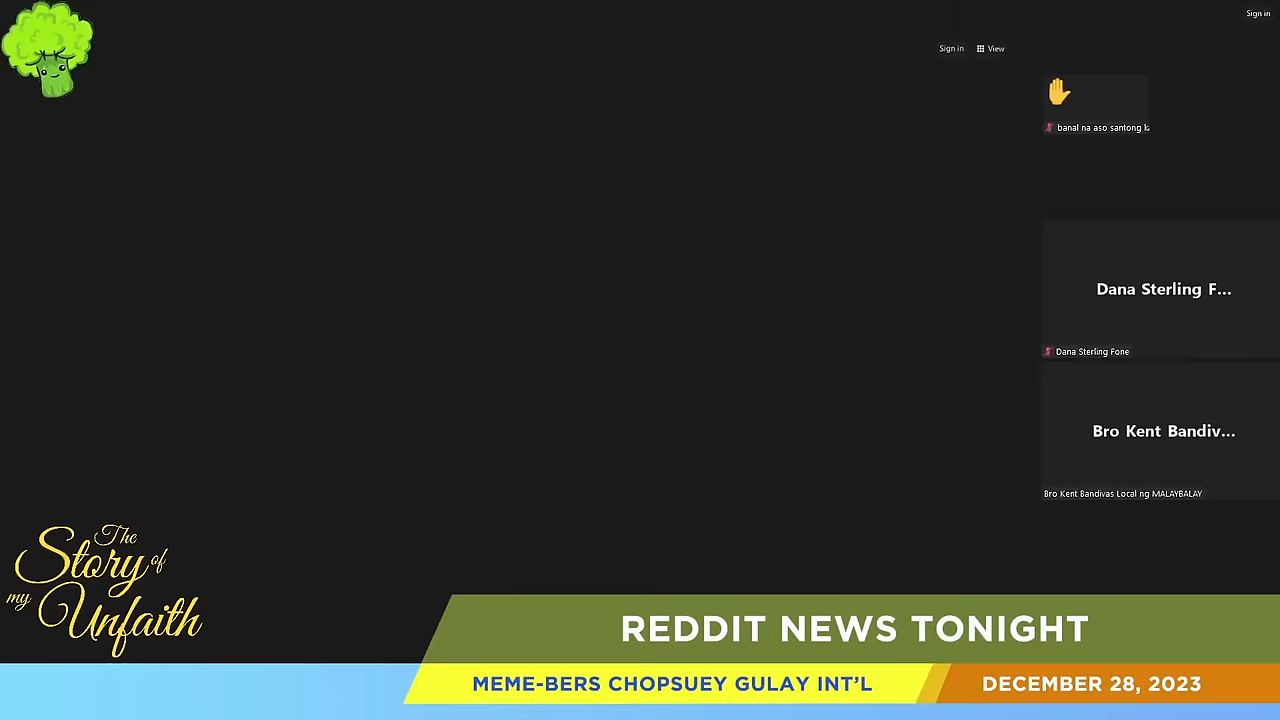 Sign in
Sign in View
banal na aso santong
Dana Sterling F...
Dana Sterling Fone
Bro Kent Bandiv...
Bro Kent Bandivas Local ng MALAYBALAY
The
Story of
my Unfaith
REDDIT NEWS TONIGHT
MEME-BERS CHOPSUEY GULAY INT'L
DECEMBER 28, 2023